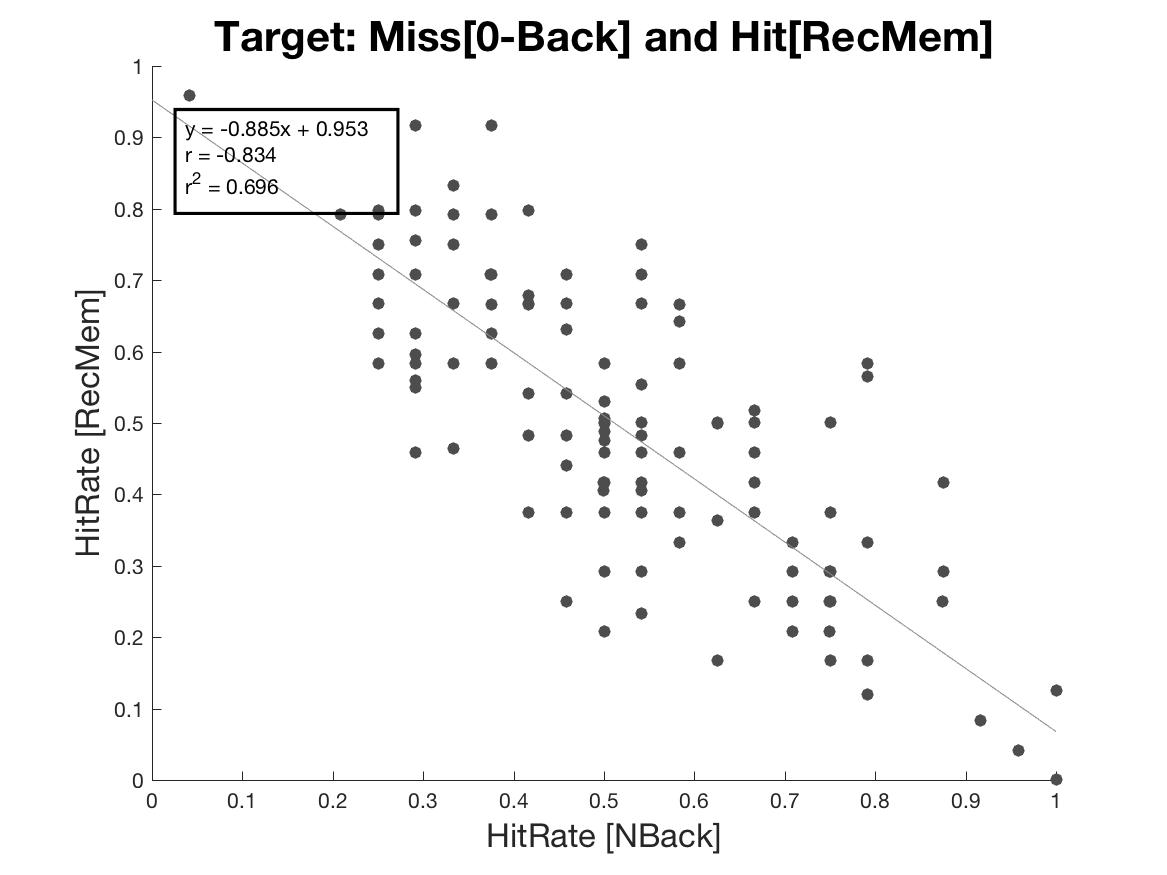 Target: Miss[0-Back] and Hit[RecMem]
1
0.9
0.8
0.7
0.6
0.5
0.4
0.3
0.2
0.1
0
HitRate [RecMem]
y = -0.885x + 0.953
r = -0.834
r² = 0.696
0 0.1 0.2 0.3 0.4 0.5 0.6 0.7 0.8 0.9 1
HitRate [NBack]